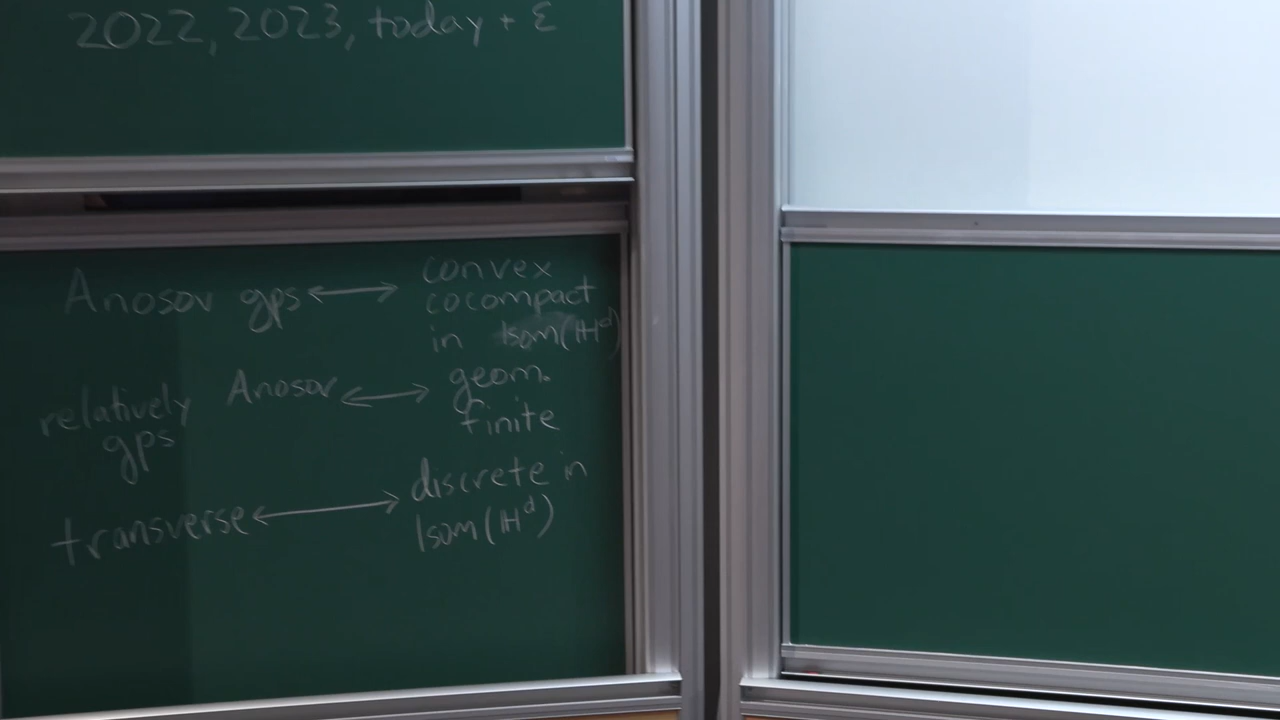 2022, 2023, today + ε
Anosov gps ⟷ convex
cocompact
in Isom(ℍᵈ)
relatively Anosov ⟷ geom.
gps finite
transverse ⟷ discrete in
Isom(ℍᵈ)